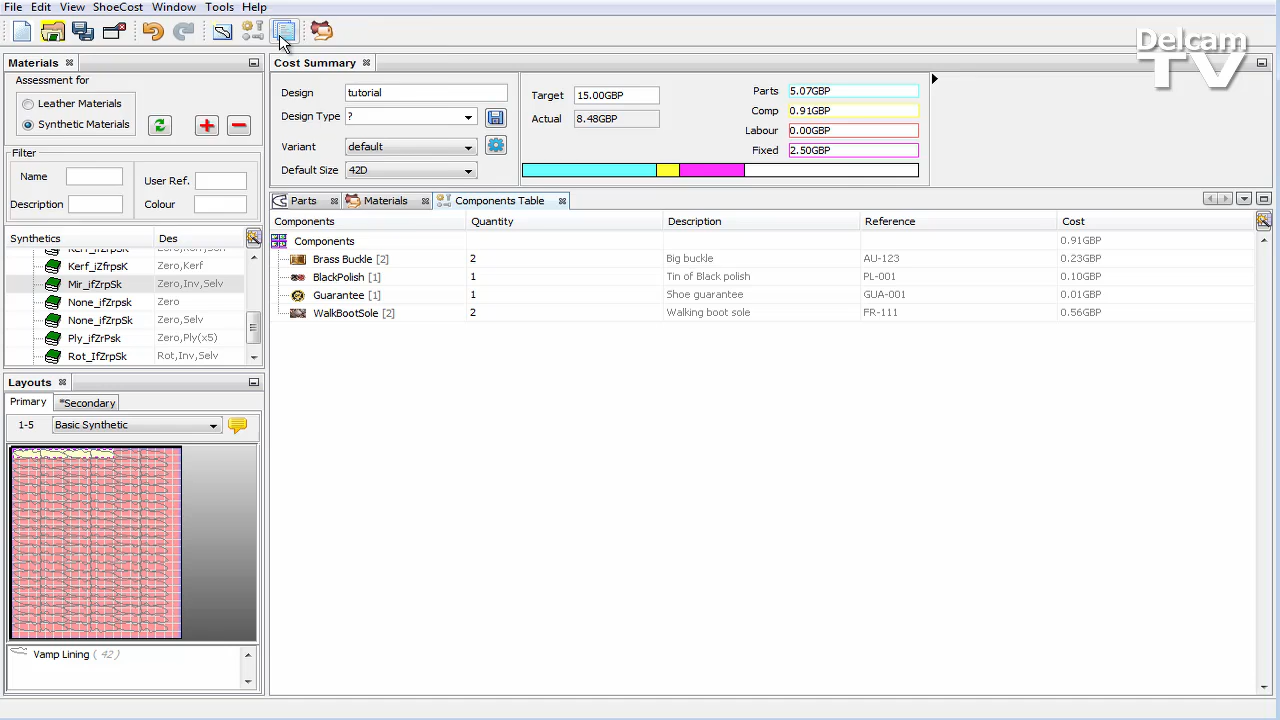 File Edit View ShoeCost Window Tools Help
Delcam
TV
Materials
Assessment for
Leather Materials
Synthetic Materials
Filter
Name
User Ref.
Description
Colour
Synthetics Des
Kerf_ifZrpSk Zero,Kerf,Selv
Kerf_iZfrpsK Zero,Kerf
Mir_ifZrpSk Zero,Inv,Selv
None_ifZrpsk Zero
None_ifZrpSk Zero,Selv
Ply_ifZrPsk Zero,Ply(x5)
Rot_IfZrpSk Rot,Inv,Selv
Layouts
Primary *Secondary
1-5 Basic Synthetic
Vamp Lining ( 42 )
Cost Summary
Design tutorial
Design Type ?
Variant default
Default Size 42D
Target 15.00GBP
Actual 8.48GBP
Parts 5.07GBP
Comp 0.91GBP
Labour 0.00GBP
Fixed 2.50GBP
Parts Materials Components Table
Components Quantity Description Reference Cost
Components 0.91GBP
Brass Buckle [2] 2 Big buckle AU-123 0.23GBP
BlackPolish [1] 1 Tin of Black polish PL-001 0.10GBP
Guarantee [1] 1 Shoe guarantee GUA-001 0.01GBP
WalkBootSole [2] 2 Walking boot sole FR-111 0.56GBP